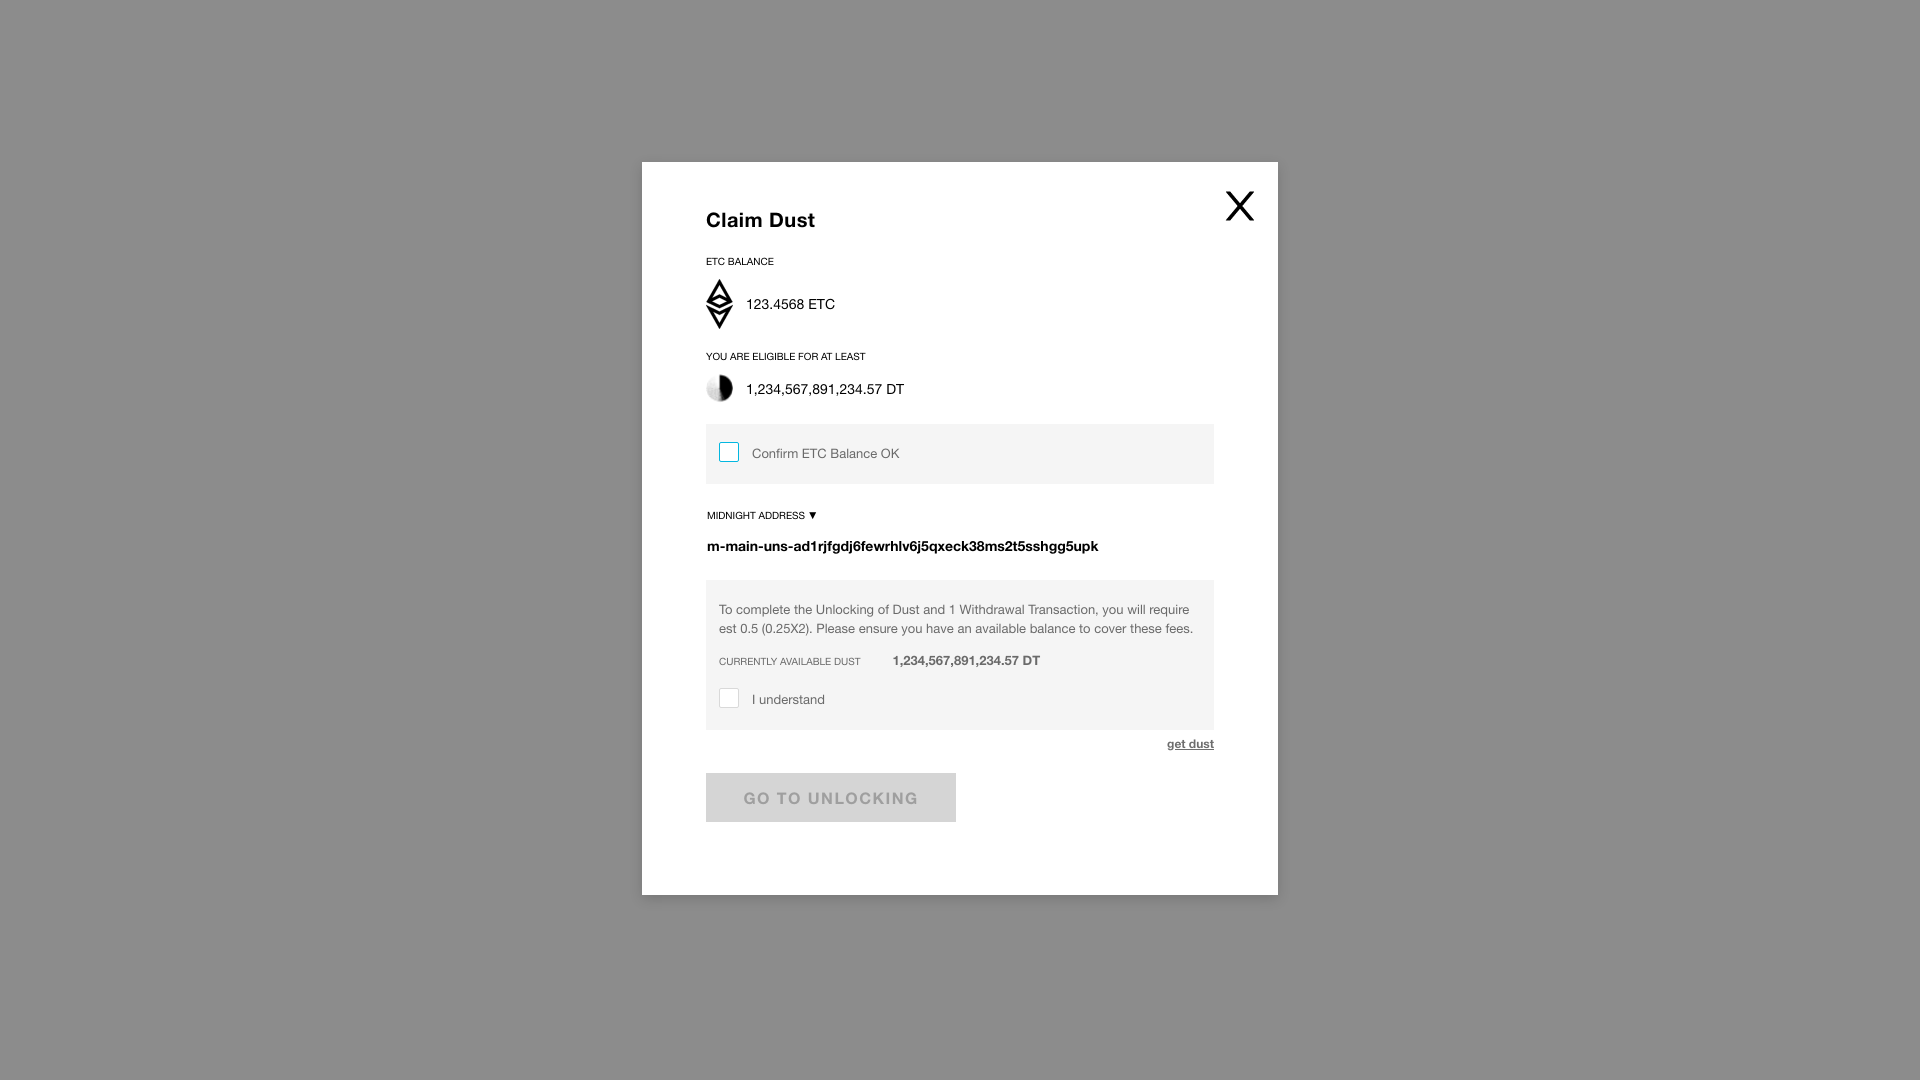 Claim Dust
X
ETC BALANCE
123.4568 ETC
YOU ARE ELIGIBLE FOR AT LEAST
1,234,567,891,234.57 DT
Confirm ETC Balance OK
MIDNIGHT ADDRESS ▼
m-main-uns-ad1rjfgdj6fewrhlv6j5qxeck38ms2t5sshgg5upk
To complete the Unlocking of Dust and 1 Withdrawal Transaction, you will require
est 0.5 (0.25X2). Please ensure you have an available balance to cover these fees.
CURRENTLY AVAILABLE DUST 1,234,567,891,234.57 DT
I understand
get dust
GO TO UNLOCKING